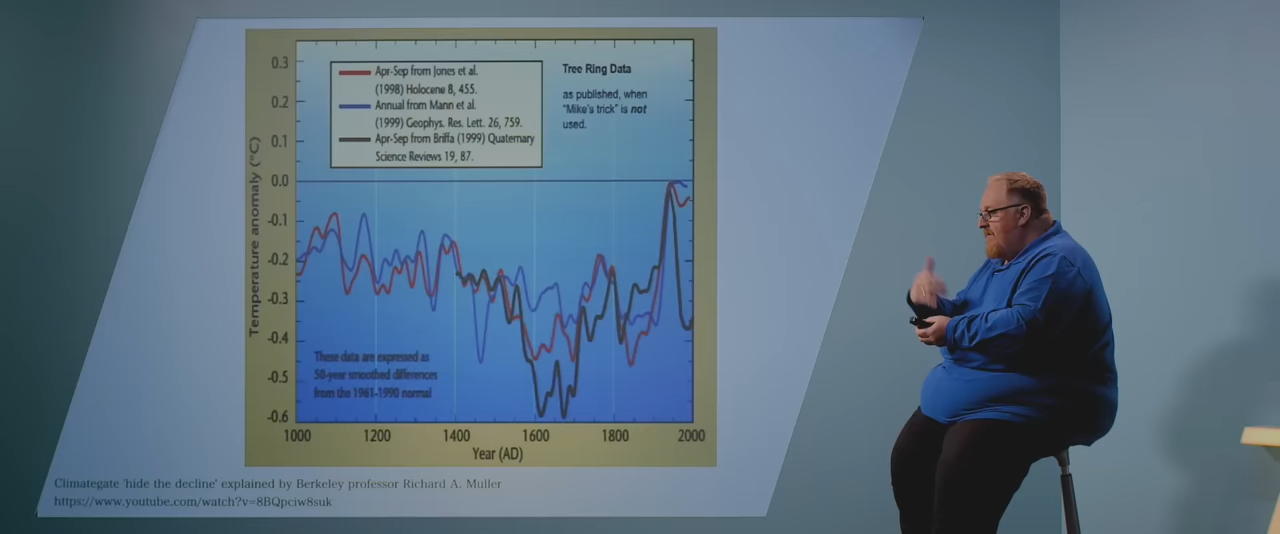 0.3
0.2
0.1
0.0
-0.1
-0.2
-0.3
-0.4
-0.5
-0.6
Temperature anomaly (°C)
Apr-Sep from Jones et al.
(1998) Holocene 8, 455.
Annual from Mann et al.
(1999) Geophys. Res. Lett. 26, 759.
Apr-Sep from Briffa (1999) Quaternary
Science Reviews 19, 87.
Tree Ring Data
as published, when
"Mike's trick" is not
used.
These data are expressed as
50-year smoothed differences
from the 1961-1990 normal
1000 1200 1400 1600 1800 2000
Year (AD)
Climategate 'hide the decline' explained by Berkeley professor Richard A. Muller
https://www.youtube.com/watch?v=8BQpciw8suk